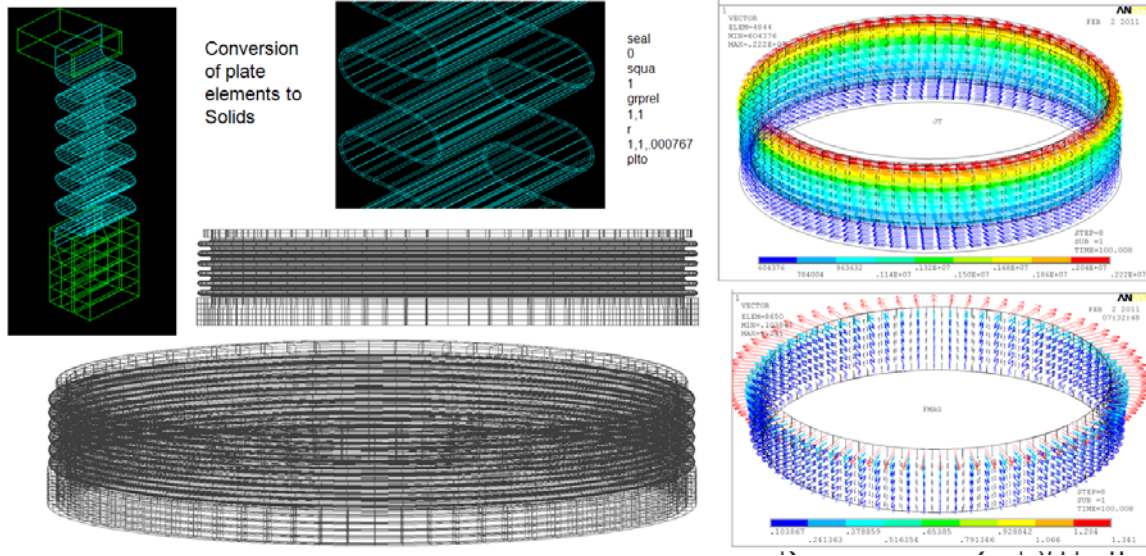 Conversion
of plate
elements to
Solids
seal
0
squa
1
grprel
1,1
r
1,1,.000767
plto
1
VECTOR
ELEM=4844
MIN=604376
FEB 2 2011
JT
STEP=8
SUB =1
TIME=100.008
604376 963632 .132E+07 .168E+07 .204E+07
784004 .114E+07 .150E+07 .186E+07 .222E+07
1
VECTOR
ELEM=8650
FEB 2 2011
07:32:48
FMAG
STEP=8
SUB =1
TIME=100.008
.103867 .378859 .65385 .928842 1.204
.241363 .516354 .791346 1.066 1.341